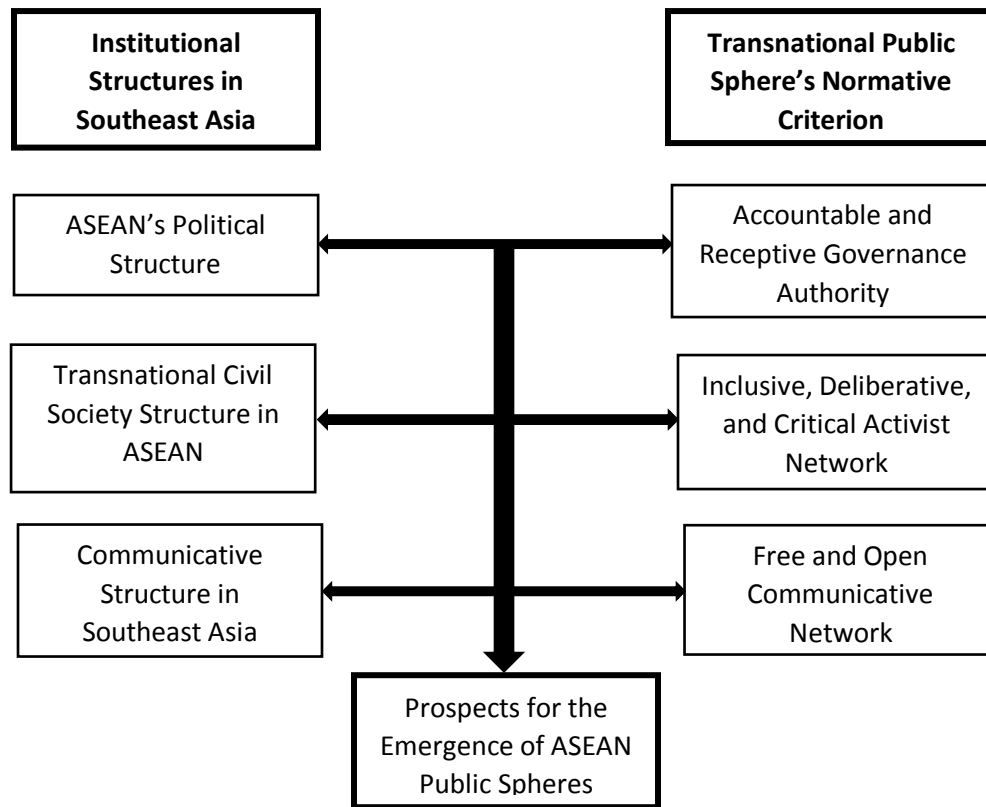 Institutional
Structures in
Southeast Asia
Transnational Public
Sphere’s Normative
Criterion
ASEAN’s Political
Structure
Accountable and
Receptive Governance
Authority
Transnational Civil
Society Structure in
ASEAN
Inclusive, Deliberative,
and Critical Activist
Network
Communicative
Structure in
Southeast Asia
Free and Open
Communicative
Network
Prospects for the
Emergence of ASEAN
Public Spheres